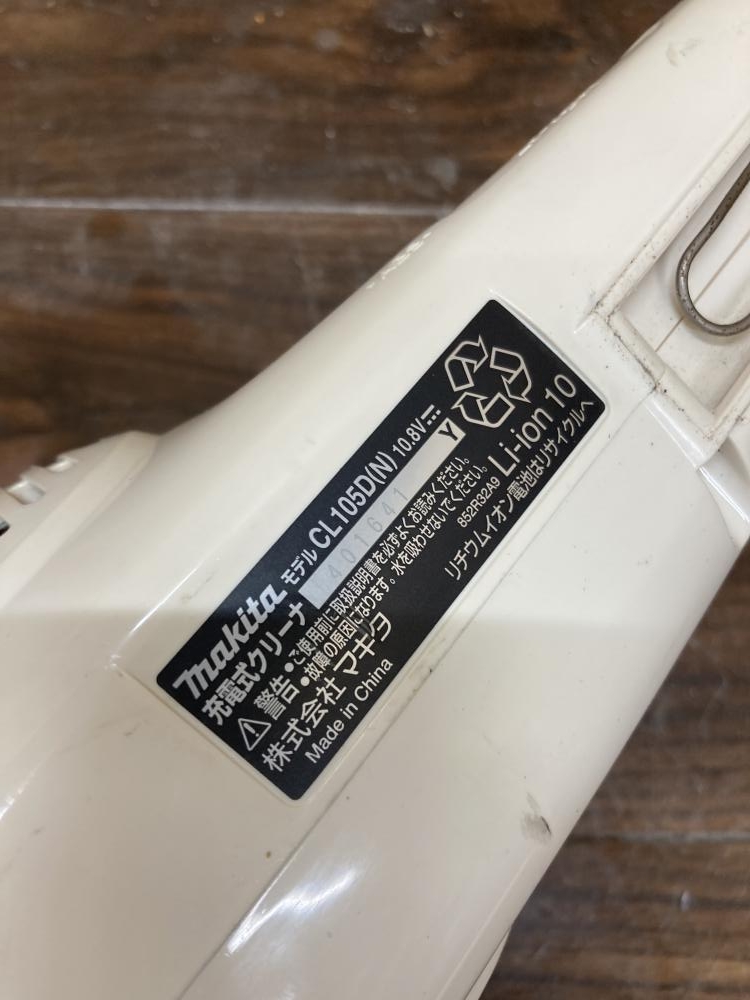 makita モデル CL105D(N) 10.8V
充電式クリーナ 401641 Y
警告 ●ご使用前に取扱説明書を必ずよくお読みください。
●故障の原因になります。水を吸わせないでください。
株式会社 マキタ 852R32A9 Li-ion 10
Made in China リチウムイオン電池はリサイクルへ